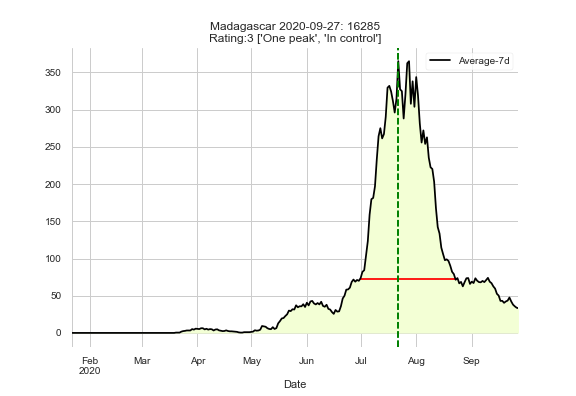 Madagascar 2020-09-27: 16285
Rating:3 ['One peak', 'In control']
Average-7d
350
300
250
200
150
100
50
0
Feb
2020
Mar
Apr
May
Jun
Jul
Aug
Sep
Date